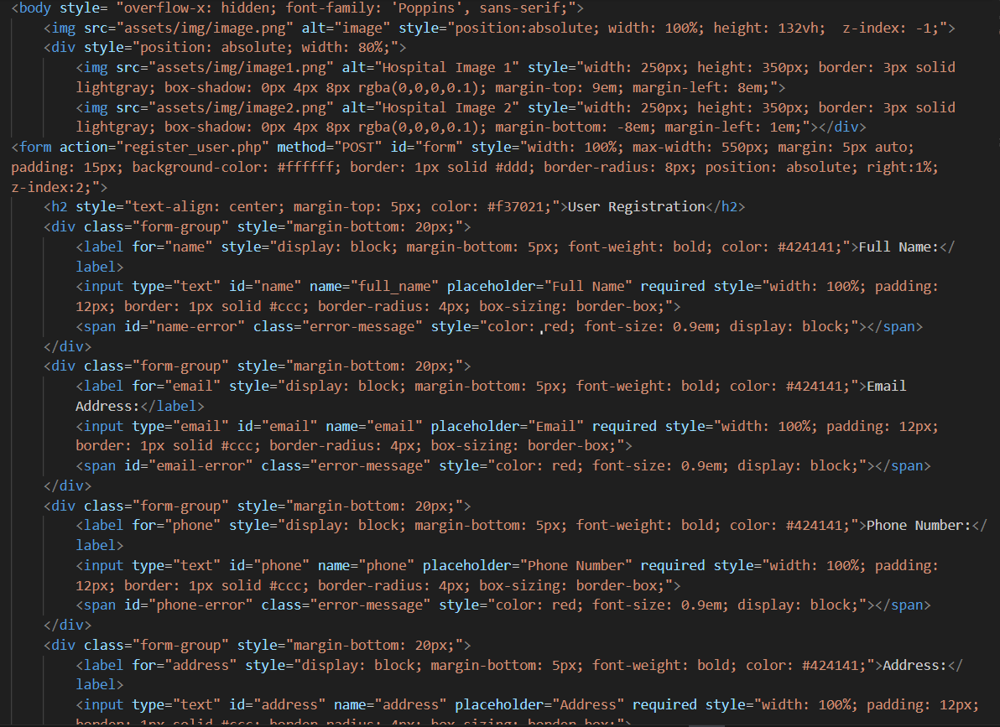 <body style= "overflow-x: hidden; font-family: 'Poppins', sans-serif;">
<img src="assets/img/image.png" alt="image" style="position:absolute; width: 100%; height: 132vh;  z-index: -1;">
<div style="position: absolute; width: 80%;">
<img src="assets/img/image1.png" alt="Hospital Image 1" style="width: 250px; height: 350px; border: 3px solid
lightgray; box-shadow: 0px 4px 8px rgba(0,0,0,0.1); margin-top: 9em; margin-left: 8em;">
<img src="assets/img/image2.png" alt="Hospital Image 2" style="width: 250px; height: 350px; border: 3px solid
lightgray; box-shadow: 0px 4px 8px rgba(0,0,0,0.1); margin-bottom: -8em; margin-left: 1em;"></div>
<form action="register_user.php" method="POST" id="form" style="width: 100%; max-width: 550px; margin: 5px auto;
padding: 15px; background-color: #ffffff; border: 1px solid #ddd; border-radius: 8px; position: absolute; right:1%;
z-index:2;">
<h2 style="text-align: center; margin-top: 5px; color: #f37021;">User Registration</h2>
<div class="form-group" style="margin-bottom: 20px;">
<label for="name" style="display: block; margin-bottom: 5px; font-weight: bold; color: #424141;">Full Name:</
label>
<input type="text" id="name" name="full_name" placeholder="Full Name" required style="width: 100%; padding:
12px; border: 1px solid #ccc; border-radius: 4px; box-sizing: border-box;">
<span id="name-error" class="error-message" style="color: red; font-size: 0.9em; display: block;"></span>
</div>
<div class="form-group" style="margin-bottom: 20px;">
<label for="email" style="display: block; margin-bottom: 5px; font-weight: bold; color: #424141;">Email
Address:</label>
<input type="email" id="email" name="email" placeholder="Email" required style="width: 100%; padding: 12px;
border: 1px solid #ccc; border-radius: 4px; box-sizing: border-box;">
<span id="email-error" class="error-message" style="color: red; font-size: 0.9em; display: block;"></span>
</div>
<div class="form-group" style="margin-bottom: 20px;">
<label for="phone" style="display: block; margin-bottom: 5px; font-weight: bold; color: #424141;">Phone Number:</
label>
<input type="text" id="phone" name="phone" placeholder="Phone Number" required style="width: 100%; padding:
12px; border: 1px solid #ccc; border-radius: 4px; box-sizing: border-box;">
<span id="phone-error" class="error-message" style="color: red; font-size: 0.9em; display: block;"></span>
</div>
<div class="form-group" style="margin-bottom: 20px;">
<label for="address" style="display: block; margin-bottom: 5px; font-weight: bold; color: #424141;">Address:</
label>
<input type="text" id="address" name="address" placeholder="Address" required style="width: 100%; padding: 12px;
border: 1px solid #ccc; border-radius: 4px; box-sizing: border-box;">